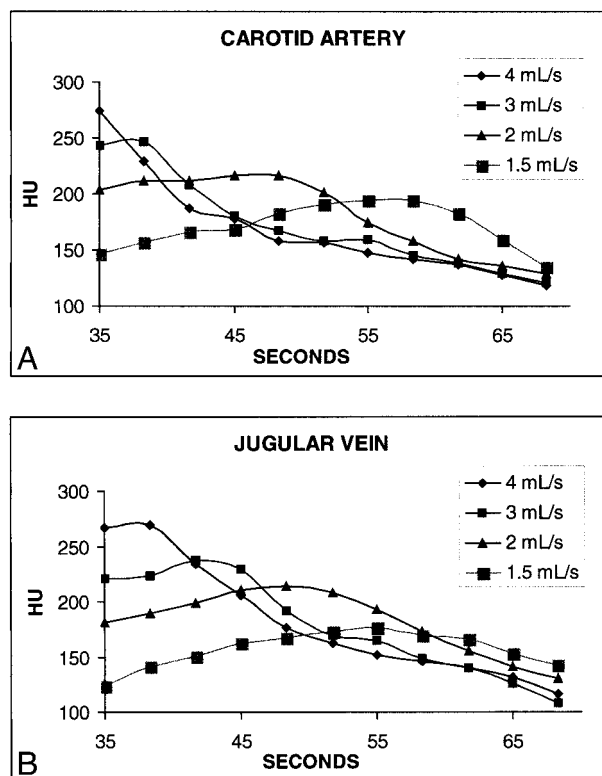 CAROTID ARTERY
300
250
200
150
100
HU
35
45
55
65
SECONDS
4 mL/s
3 mL/s
2 mL/s
1.5 mL/s
A
JUGULAR VEIN
300
250
200
150
100
HU
35
45
55
65
SECONDS
4 mL/s
3 mL/s
2 mL/s
1.5 mL/s
B